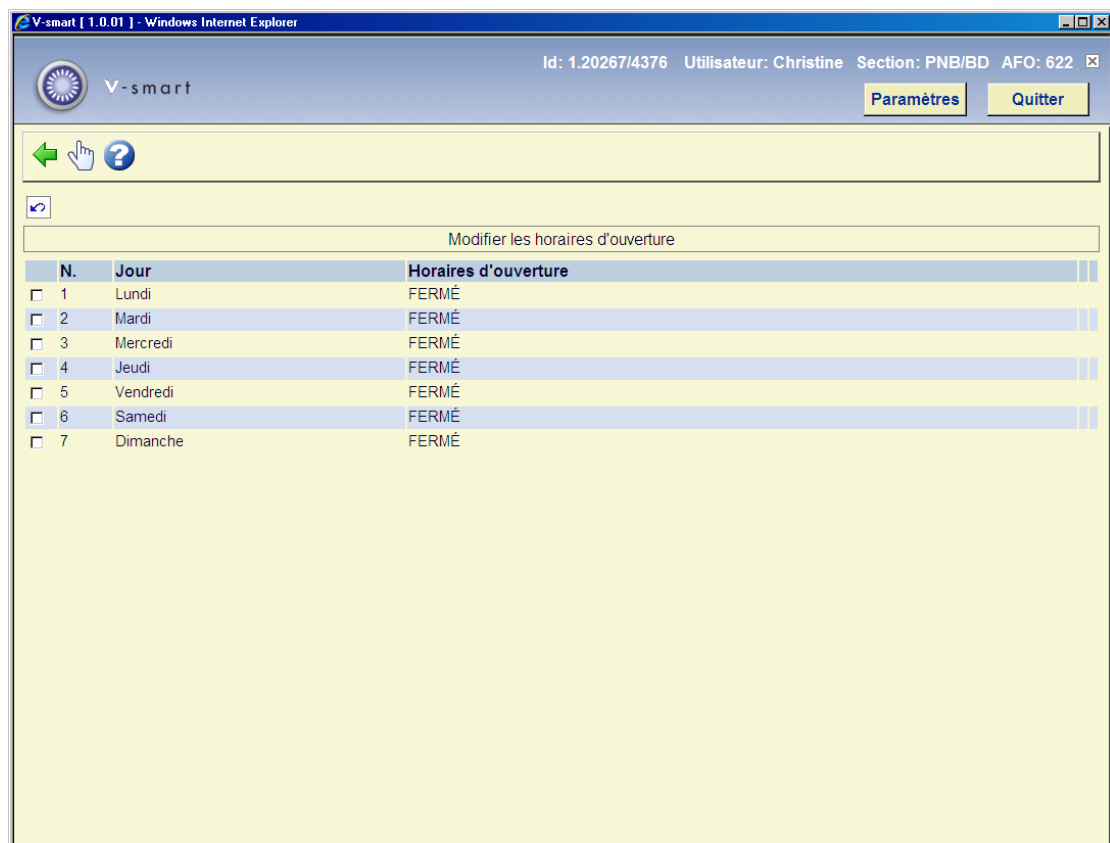 V-smart [ 1.0.01 ] - Windows Internet Explorer
Id: 1.20267/4376 Utilisateur: Christine Section: PNB/BD AFO: 622
V-smart
Paramètres Quitter
?
Modifier les horaires d'ouverture
N. Jour Horaires d'ouverture
1 Lundi FERMÉ
2 Mardi FERMÉ
3 Mercredi FERMÉ
4 Jeudi FERMÉ
5 Vendredi FERMÉ
6 Samedi FERMÉ
7 Dimanche FERMÉ